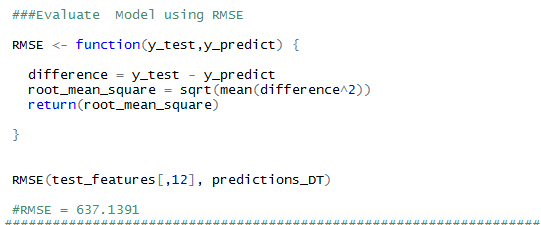 ###Evaluate  Model using RMSE
RMSE <- function(y_test,y_predict) {
difference = y_test - y_predict
root_mean_square = sqrt(mean(difference^2))
return(root_mean_square)
}
RMSE(test_features[,12], predictions_DT)
#RMSE = 637.1391
####################################################################